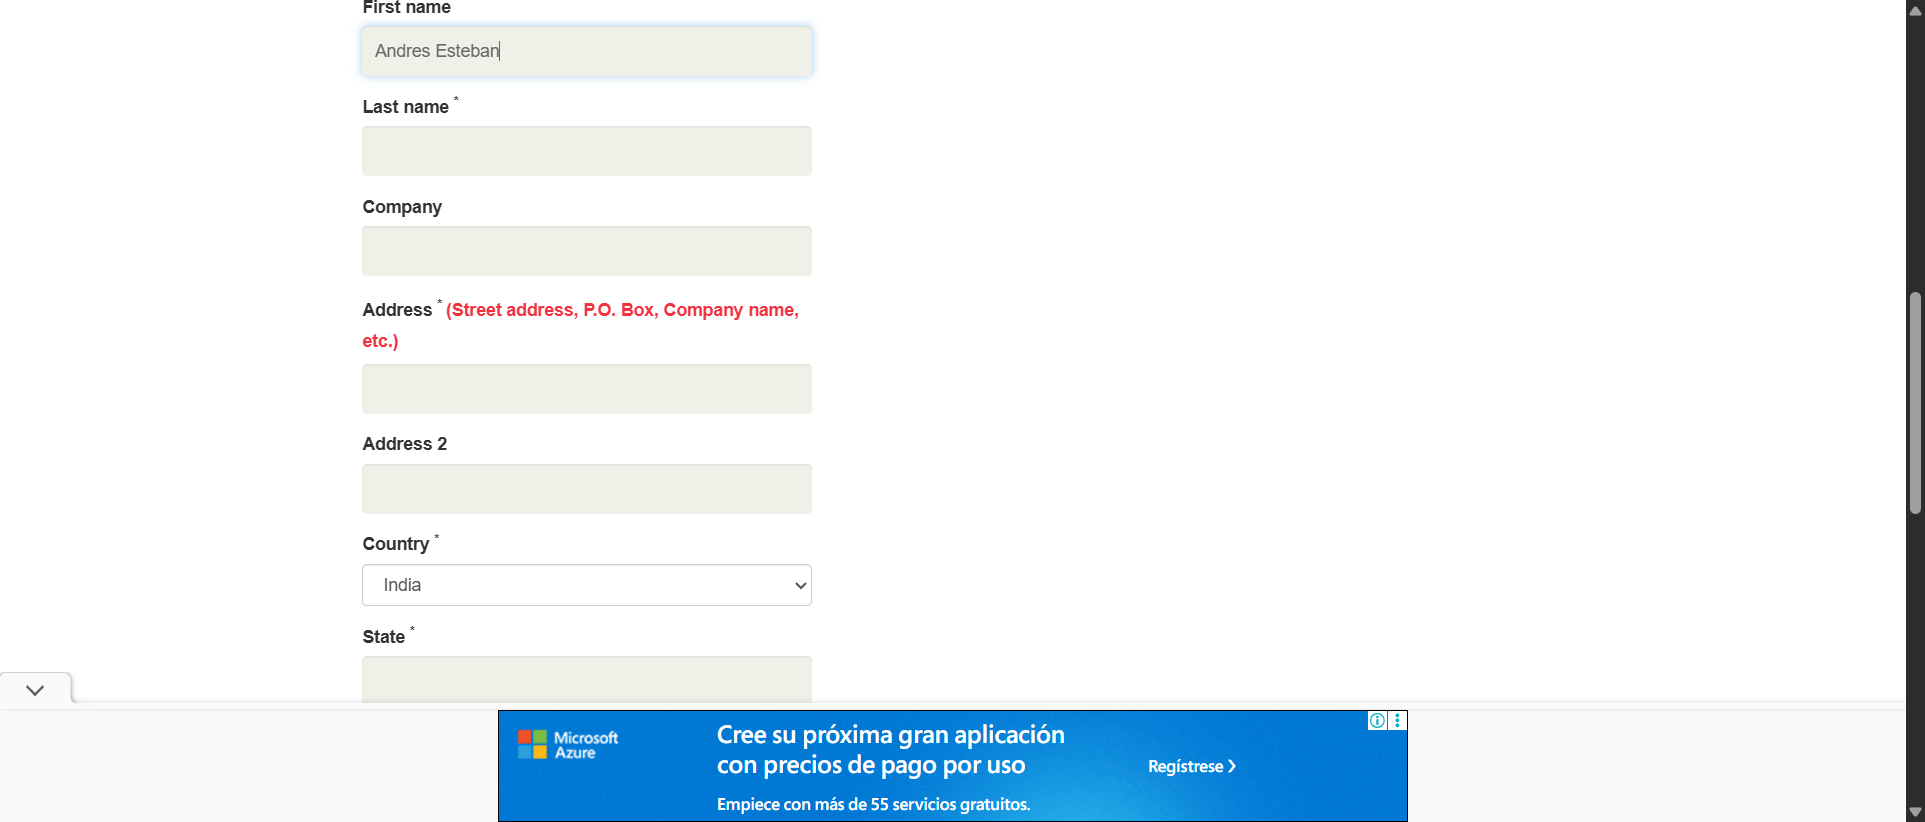 First name
Andres Esteban
Last name *
Company
Address * (Street address, P.O. Box, Company name,
etc.)
Address 2
Country *
India
State *
Microsoft
Azure
Cree su próxima gran aplicación
con precios de pago por uso
Empiece con más de 55 servicios gratuitos.
Regístrese